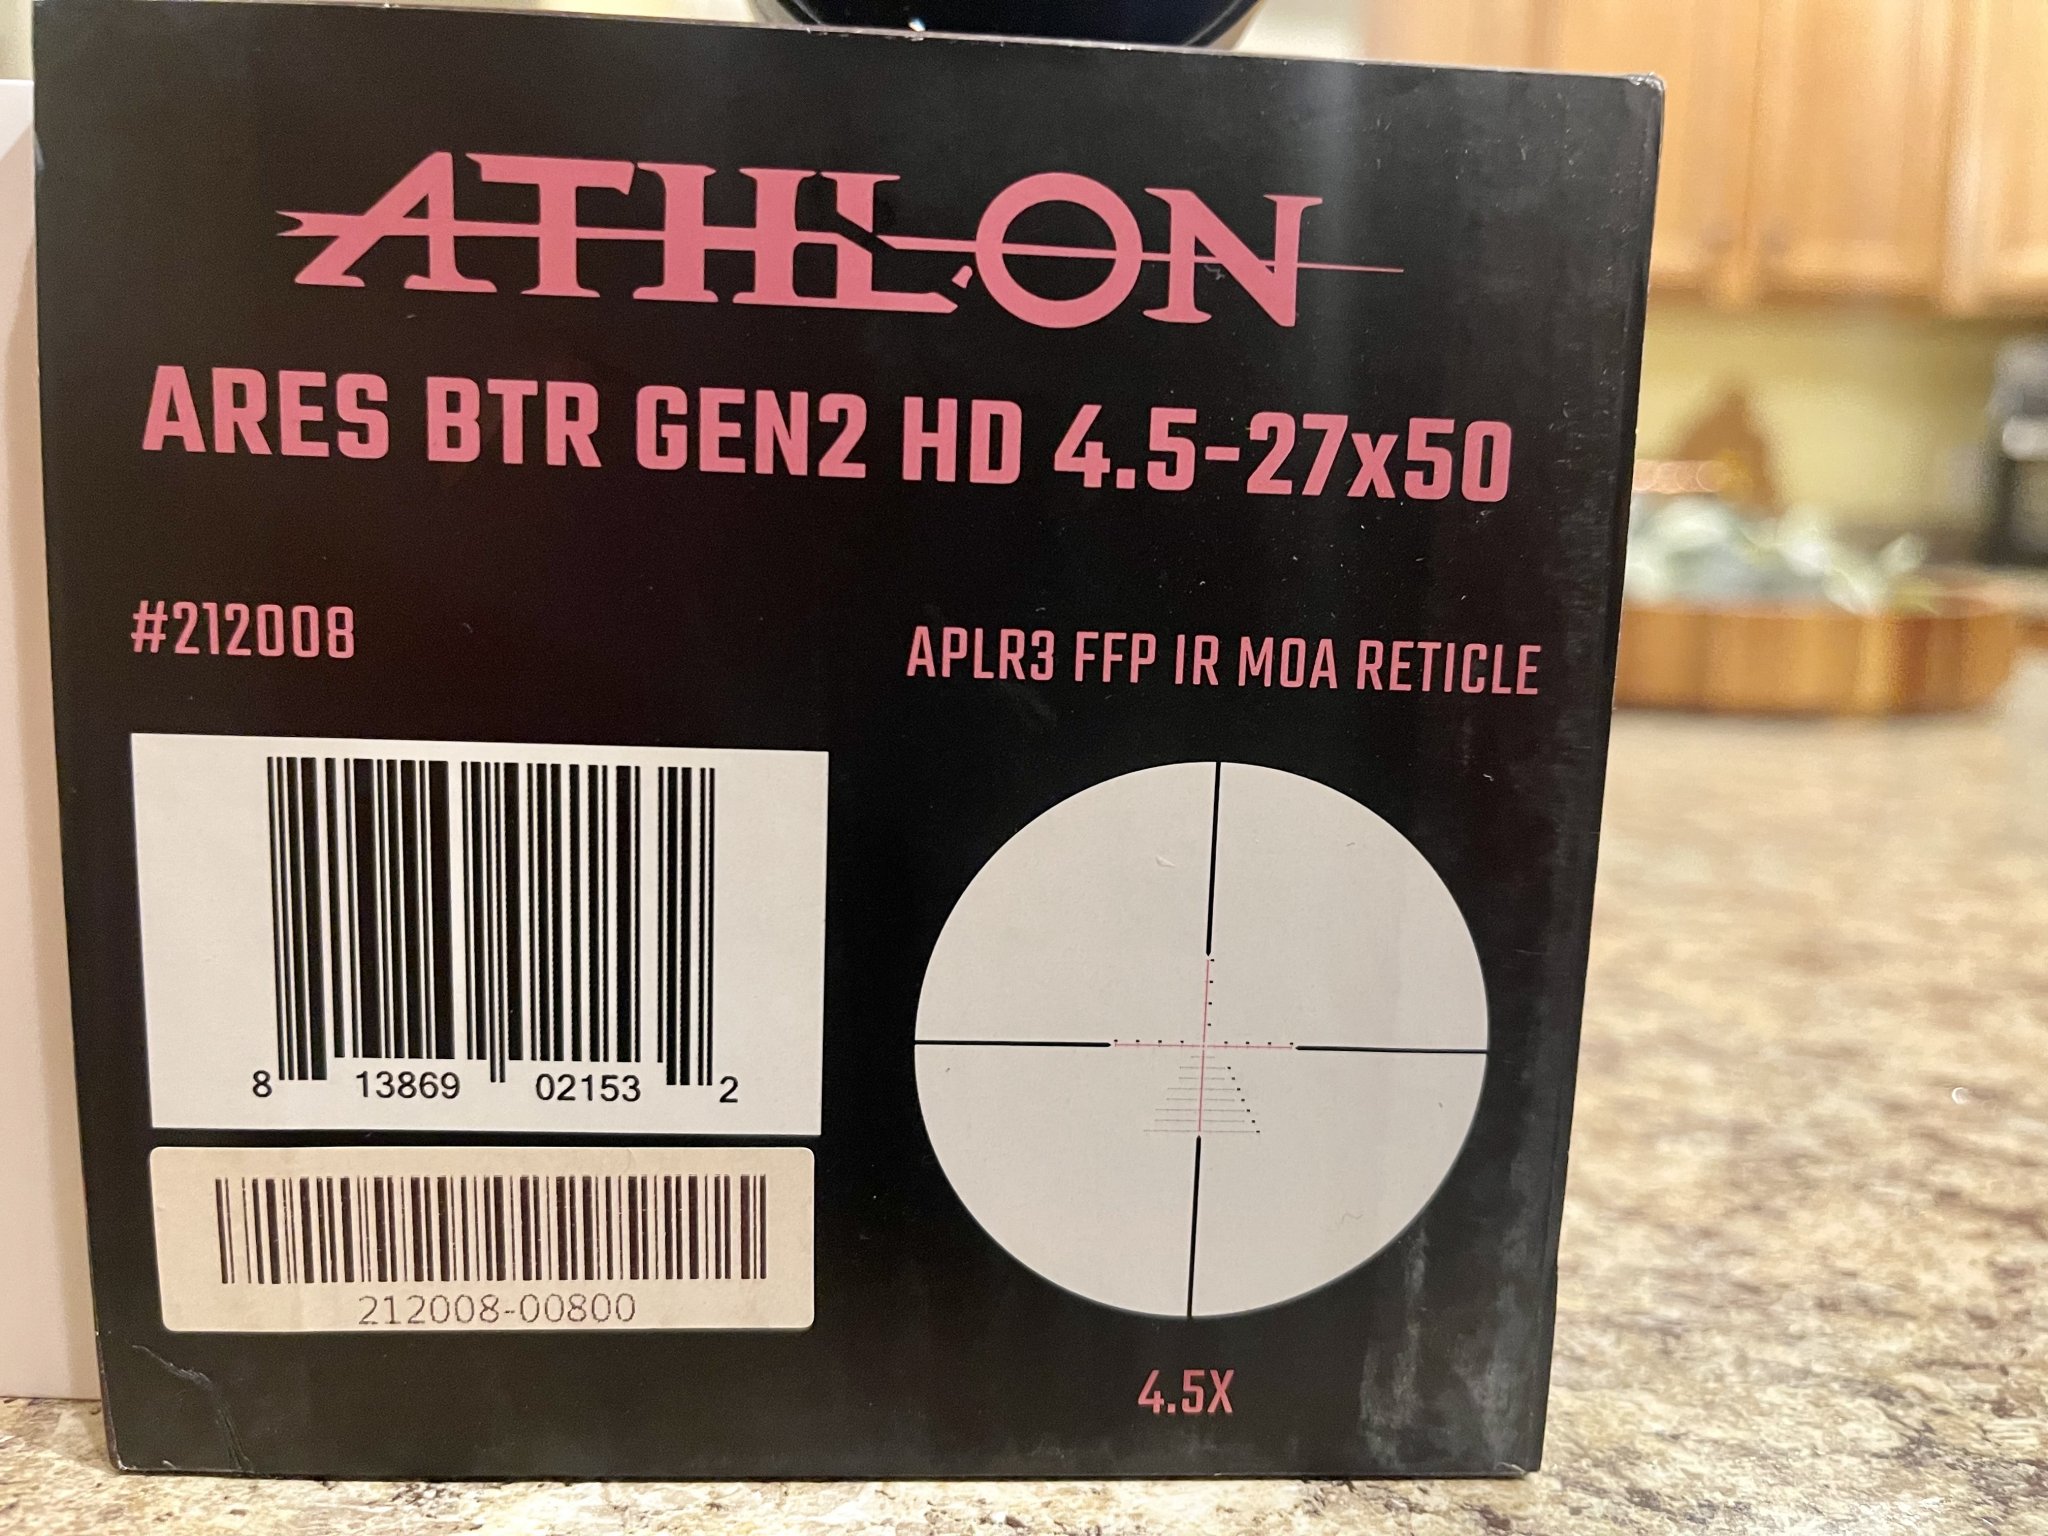 ATHLON
ARES BTR GEN2 HD 4.5-27x50
#212008
APLR3 FFP IR MOA RETICLE
8 13869 02153 2
212008-00800
4.5X